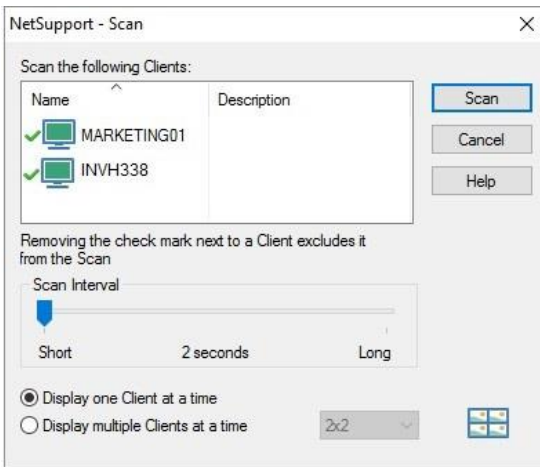 NetSupport - Scan
Scan the following Clients:
Name Description
MARKETING01
INVH338
Scan
Cancel
Help
Removing the check mark next to a Client excludes it
from the Scan
Scan Interval
Short 2 seconds Long
Display one Client at a time
Display multiple Clients at a time 2x2